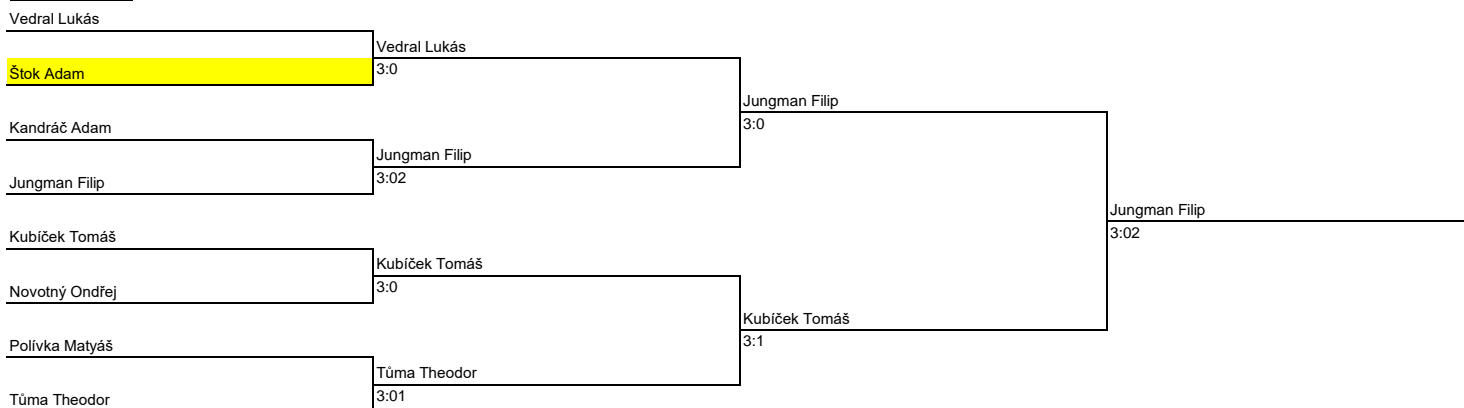 Vedral Lukás
Vedral Lukás
Štok Adam
3:0
Jungman Filip
Kandráč Adam
3:0
Jungman Filip
Jungman Filip
3:02
Jungman Filip
Kubíček Tomáš
3:02
Kubíček Tomáš
Novotný Ondřej
3:0
Kubíček Tomáš
Polívka Matyáš
3:1
Tůma Theodor
Tůma Theodor
3:01